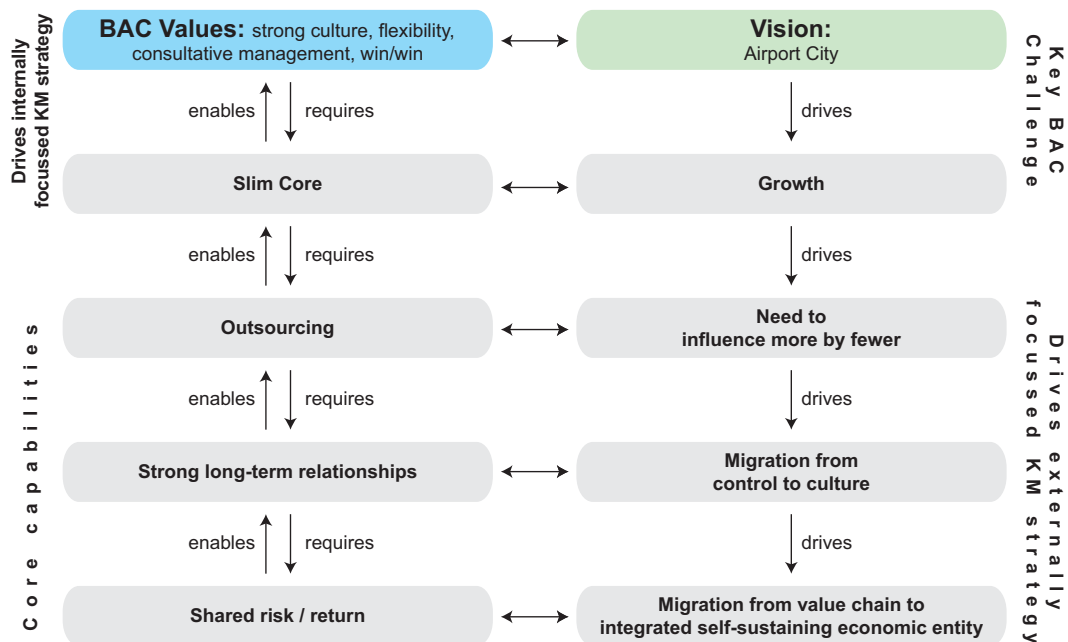 BAC Values: strong culture, flexibility,
consultative management, win/win
Vision:
Airport City
Drives internally
focussed KM strategy
Key BAC
Challenge
enables
requires
drives
Slim Core
Growth
enables
requires
drives
Outsourcing
Need to
influence more by fewer
Core capabilities
Drives externally
focussed KM strategy
enables
requires
drives
Strong long-term relationships
Migration from
control to culture
enables
requires
drives
Shared risk / return
Migration from value chain to
integrated self-sustaining economic entity